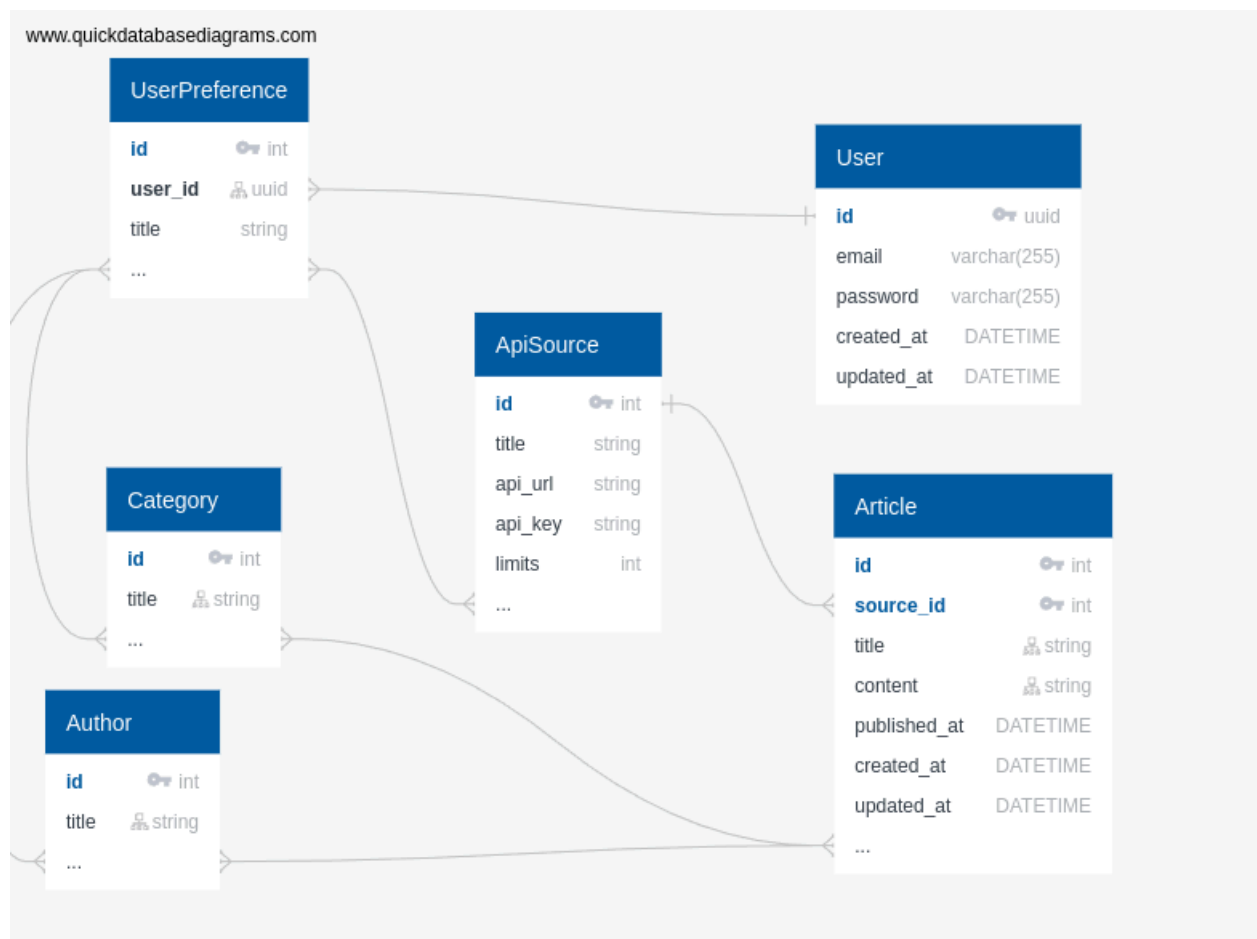 www.quickdatabasediagrams.com
UserPreference
id int
user_id uuid
title string
...
User
id uuid
email varchar(255)
password varchar(255)
created_at DATETIME
updated_at DATETIME
ApiSource
id int
title string
api_url string
api_key string
limits int
...
Category
id int
title string
...
Article
id int
source_id int
title string
content string
published_at DATETIME
created_at DATETIME
updated_at DATETIME
...
Author
id int
title string
...